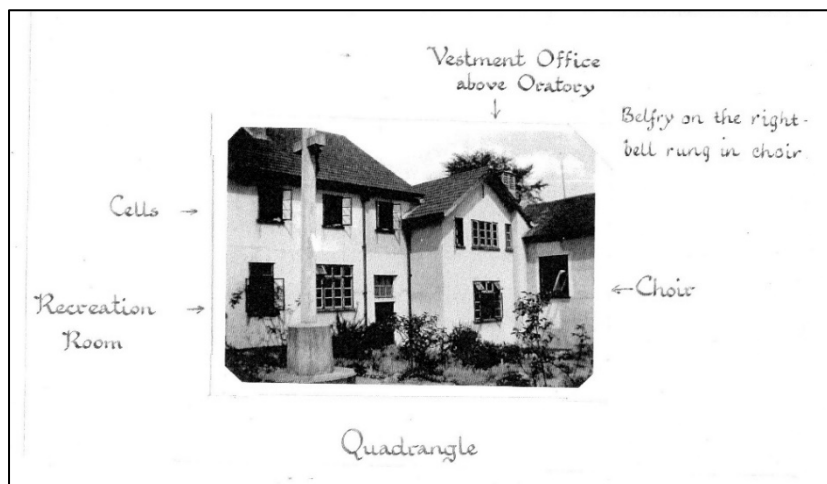 Vestment Office
above Oratory
Belfry on the right-
bell rung in choir
Cells
Choir
Recreation
Room
Quadrangle